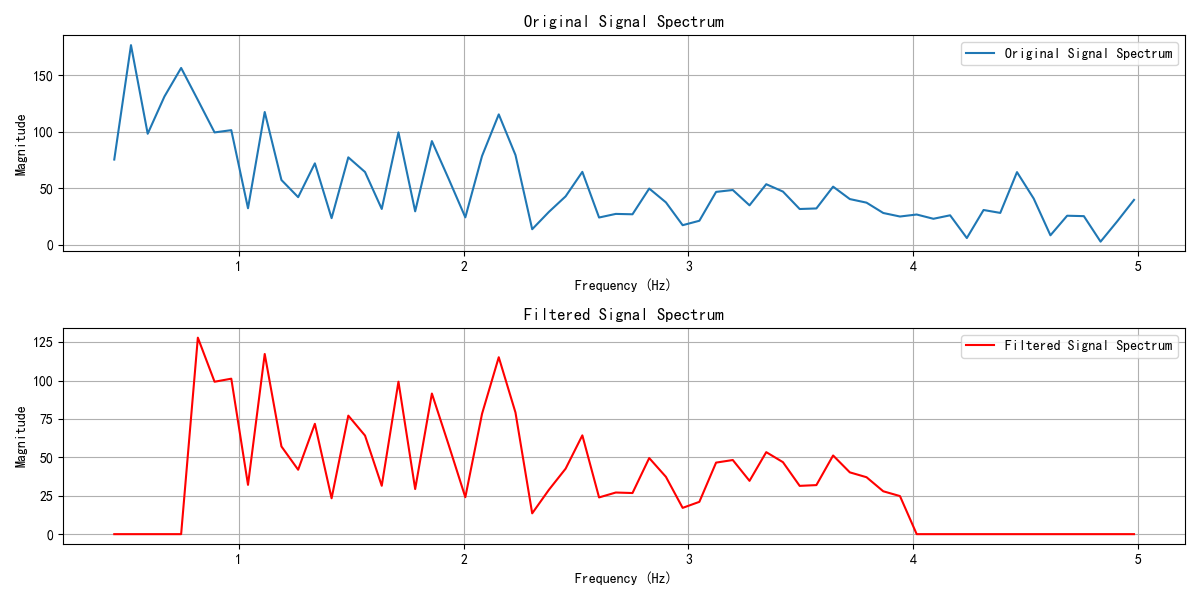 Original Signal Spectrum
Original Signal Spectrum
150
100
50
0
Magnitude
1 2 3 4 5
Frequency (Hz)
Filtered Signal Spectrum
Filtered Signal Spectrum
125
100
75
50
25
0
Magnitude
1 2 3 4 5
Frequency (Hz)